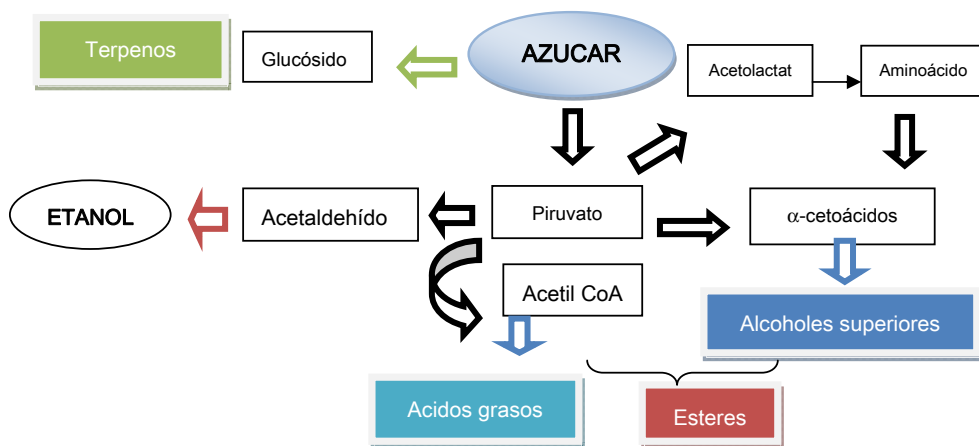 Terpenos
Glucósido
AZUCAR
Acetolactat
Aminoácido
ETANOL
Acetaldehído
Piruvato
α-cetoácidos
Acetil CoA
Alcoholes superiores
Acidos grasos
Esteres